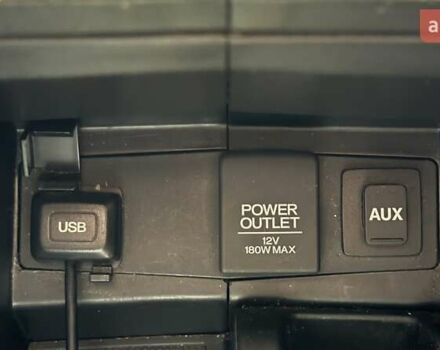 a
USB
POWER
OUTLET
12V
180W MAX
AUX